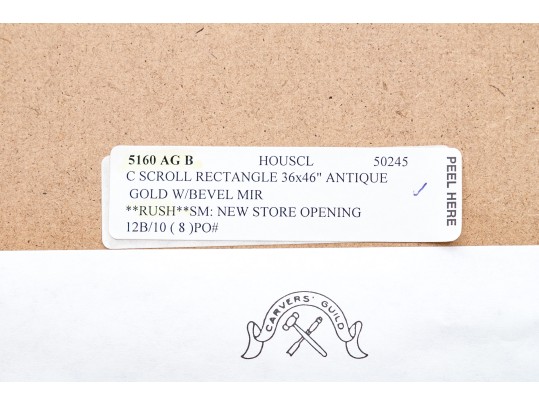 5160 AG B HOUSCL 50245
C SCROLL RECTANGLE 36x46" ANTIQUE
GOLD W/BEVEL MIR
**RUSH**SM: NEW STORE OPENING
12B/10 ( 8 )PO#
PEEL HERE
CARVERS' GUILD